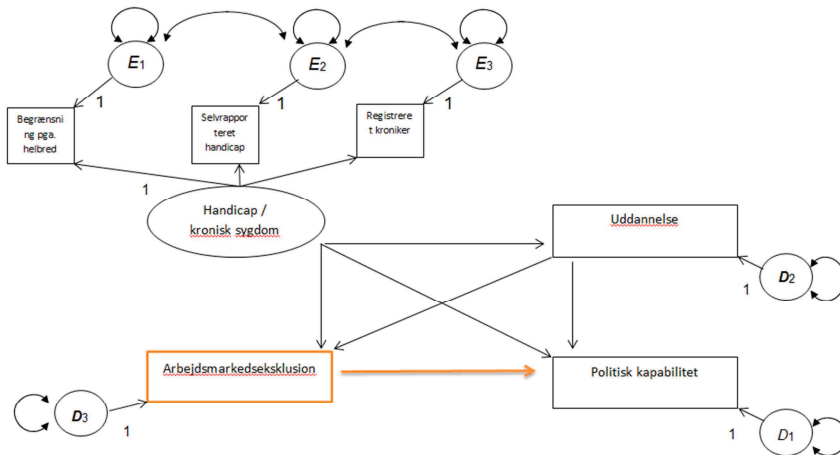 E1
E2
E3
1
1
1
Begrænsni
ng pga.
helbred
Selvrappor
teret
handicap
Registrere
t kroniker
1
Handicap /
kronisk sygdom
Uddannelse
D2
1
Arbejdsmarkedseksklusion
Politisk kapabilitet
D3
1
D1
1